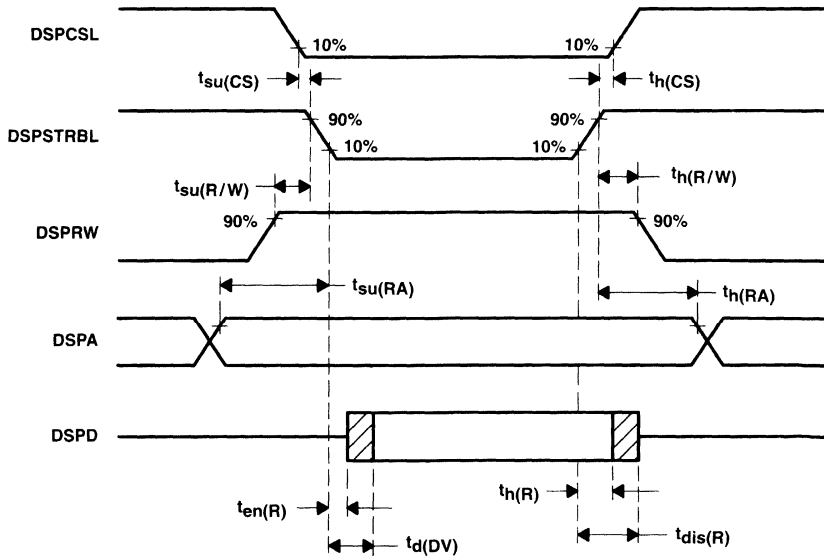 DSPCSL
10%
10%
tsu(CS)
th(CS)
DSPSTRBL
90%
90%
10%
10%
tsu(R/W)
th(R/W)
DSPRW
90%
90%
tsu(RA)
th(RA)
DSPA
DSPD
ten(R)
th(R)
td(DV)
tdis(R)